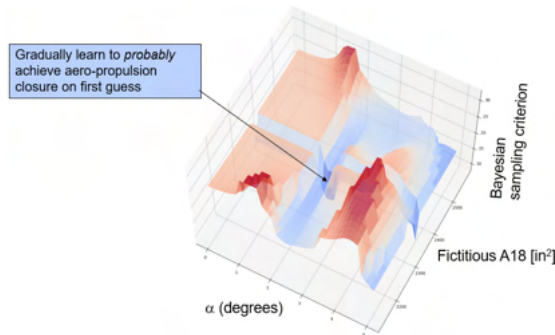 Gradually learn to probably
achieve aero-propulsion
closure on first guess
Bayesian
sampling criterion
Fictitious A18 [in²]
α (degrees)